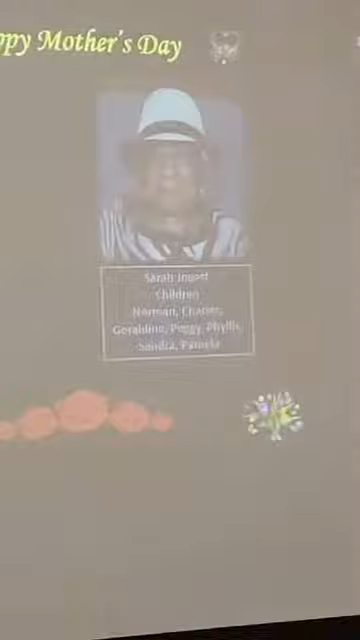 ppy Mother's Day
Sarah
Children
Norman, Charles,
Geraldine, Peggy, Phyllis,
Sandra, Pamela